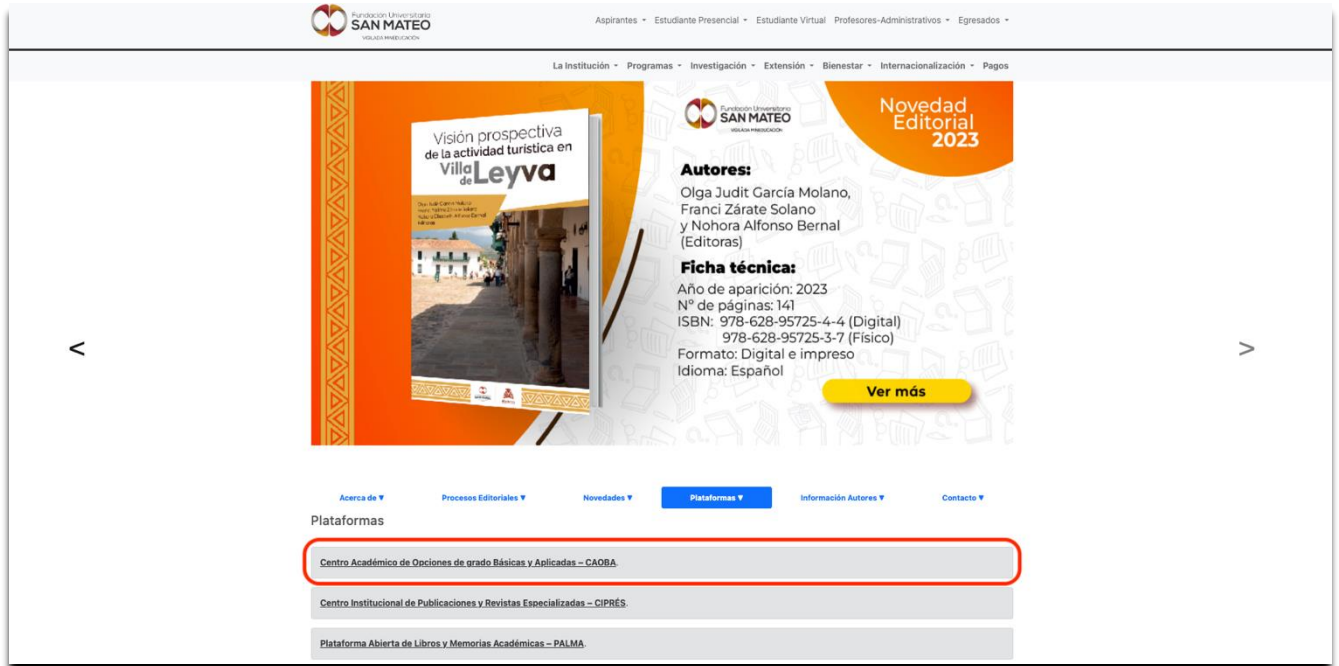 Fundación Universitaria
SAN MATEO
VIGILADA MINEDUCACIÓN
Aspirantes Estudiante Presencial Estudiante Virtual Profesores-Administrativos Egresados
La Institución Programas Investigación Extensión Bienestar Internacionalización Pagos
Visión prospectiva
de la actividad turística en
Villa de Leyva
Fundación Universitaria
SAN MATEO
VIGILADA MINEDUCACIÓN
Novedad
Editorial
2023
Autores:
Olga Judit García Molano,
Franci Zárate Solano
y Nohora Alfonso Bernal
(Editoras)
Ficha técnica:
Año de aparición: 2023
Nº de páginas: 141
ISBN: 978-628-95725-4-4 (Digital)
978-628-95725-3-7 (Físico)
Formato: Digital e impreso
Idioma: Español
Ver más
< >
Acerca de ▼ Procesos Editoriales ▼ Novedades ▼ Plataformas ▼ Información Autores ▼ Contacto ▼
Plataformas
Centro Académico de Opciones de grado Básicas y Aplicadas – CAOBA.
Centro Institucional de Publicaciones y Revistas Especializadas – CIPRÉS.
Plataforma Abierta de Libros y Memorias Académicas – PALMA.